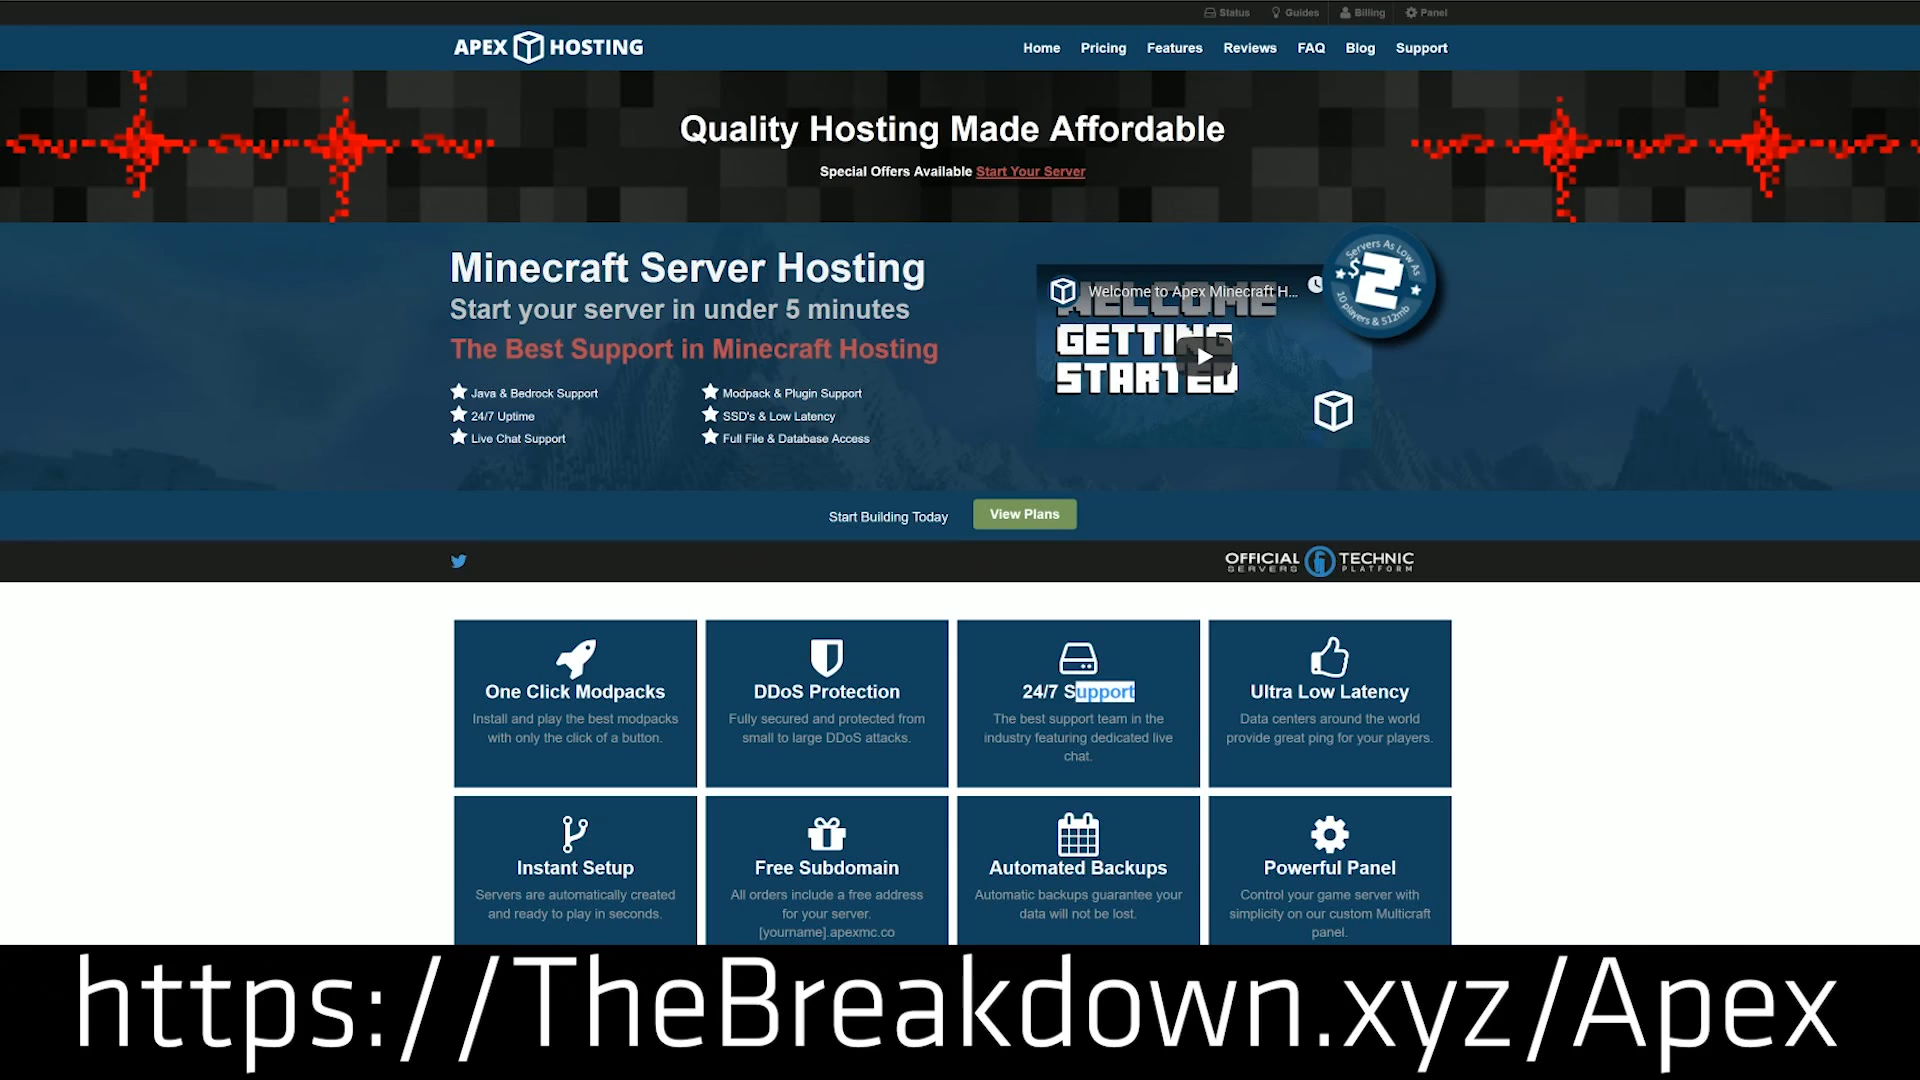 Status Guides Billing Panel
APEX HOSTING
Home Pricing Features Reviews FAQ Blog Support
Quality Hosting Made Affordable
Special Offers Available Start Your Server
Minecraft Server Hosting
Start your server in under 5 minutes
The Best Support in Minecraft Hosting
Java & Bedrock Support
Modpack & Plugin Support
24/7 Uptime
SSD's & Low Latency
Live Chat Support
Full File & Database Access
Welcome to Apex Minecraft H...
WELCOME
GETTING
STARTED
Servers As Low As
$2
10 players & 512mb
Start Building Today View Plans
OFFICIAL SERVERS TECHNIC PLATFORM
One Click Modpacks
Install and play the best modpacks
with only the click of a button.
DDoS Protection
Fully secured and protected from
small to large DDoS attacks.
24/7 Support
The best support team in the
industry featuring dedicated live
chat.
Ultra Low Latency
Data centers around the world
provide great ping for your players.
Instant Setup
Servers are automatically created
and ready to play in seconds.
Free Subdomain
All orders include a free address
for your server.
[yourname].apexmc.co
Automated Backups
Automatic backups guarantee your
data will not be lost.
Powerful Panel
Control your game server with
simplicity on our custom Multicraft
panel.
https://TheBreakdown.xyz/Apex